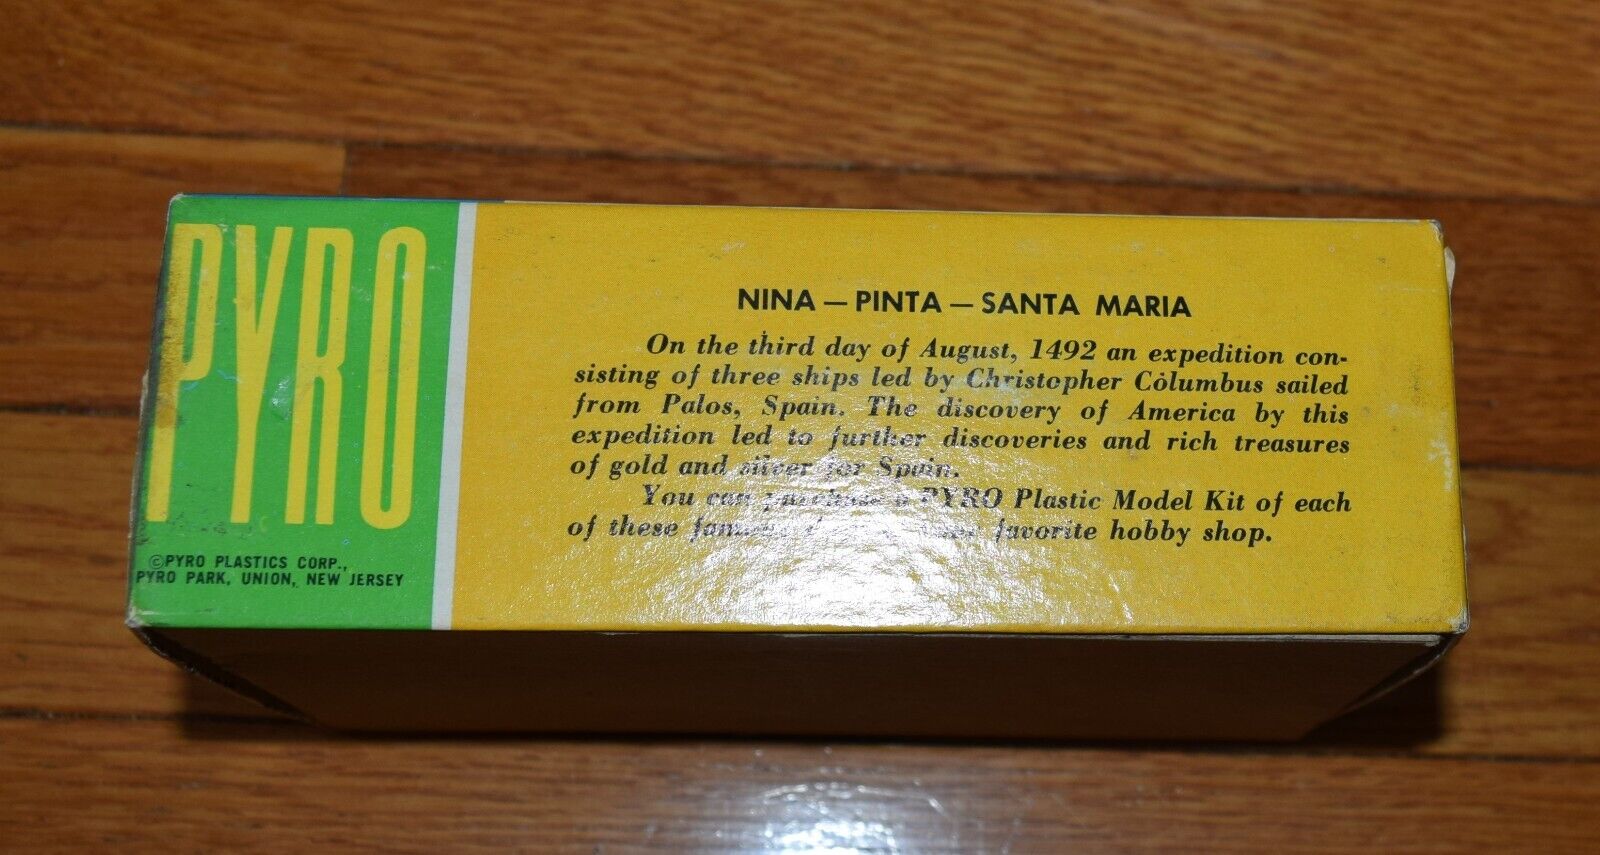 PYRO
©PYRO PLASTICS CORP.,
PYRO PARK, UNION, NEW JERSEY
NINA — PINTA — SANTA MARIA
On the third day of August, 1492 an expedition con-
sisting of three ships led by Christopher Columbus sailed
from Palos, Spain. The discovery of America by this
expedition led to further discoveries and rich treasures
of gold and silver for Spain.
You can purchase a PYRO Plastic Model Kit of each
of these favorite hobby shop.